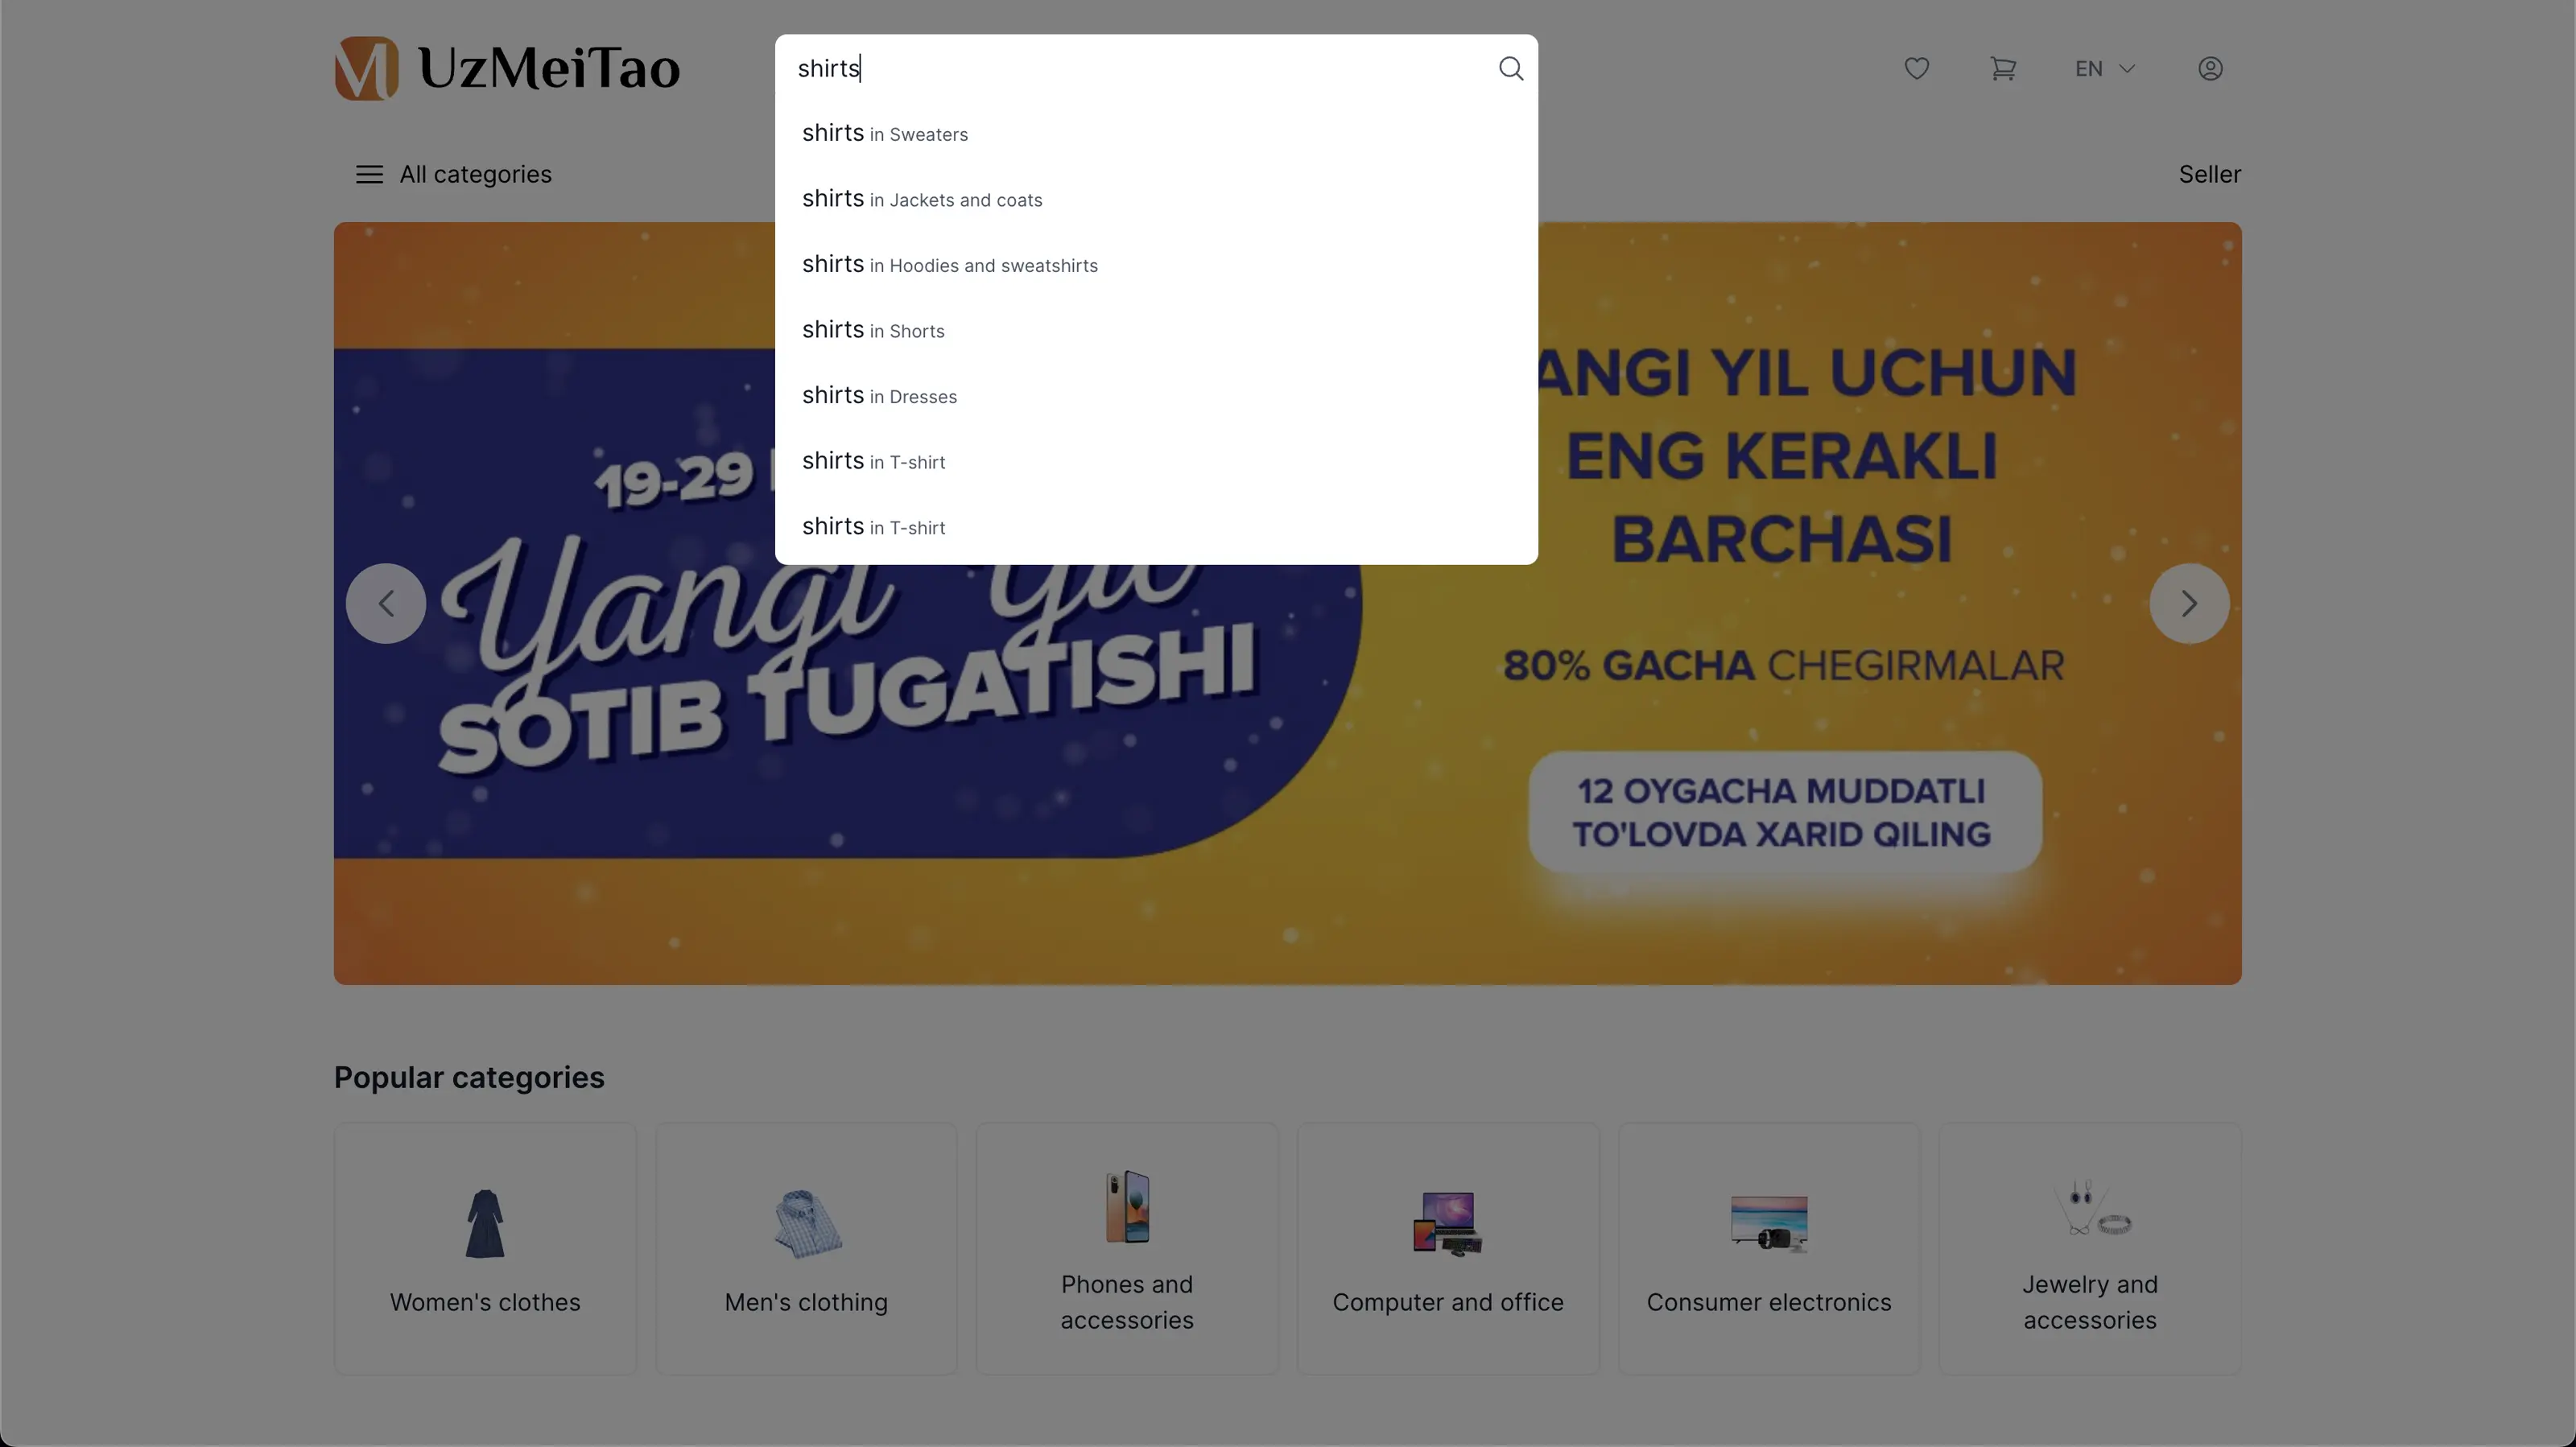 UzMeiTao
shirts
EN
All categories
Seller
shirts in Sweaters
shirts in Jackets and coats
shirts in Hoodies and sweatshirts
shirts in Shorts
shirts in Dresses
shirts in T-shirt
shirts in T-shirt
19-29
Yangi Yil
SOTIB TUGATISHI
ANGI YIL UCHUN
ENG KERAKLI
BARCHASI
80% GACHA CHEGIRMALAR
12 OYGACHA MUDDATLI
TO'LOVDA XARID QILING
Popular categories
Women's clothes
Men's clothing
Phones and
accessories
Computer and office
Consumer electronics
Jewelry and
accessories